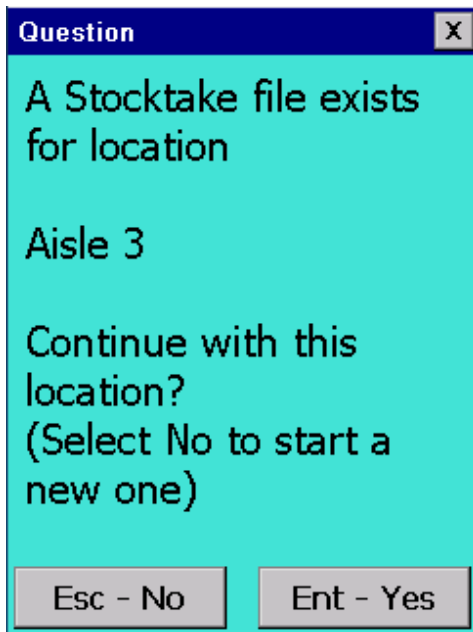 Question
X
A Stocktake file exists
for location
Aisle 3
Continue with this
location?
(Select No to start a
new one)
Esc - No
Ent - Yes